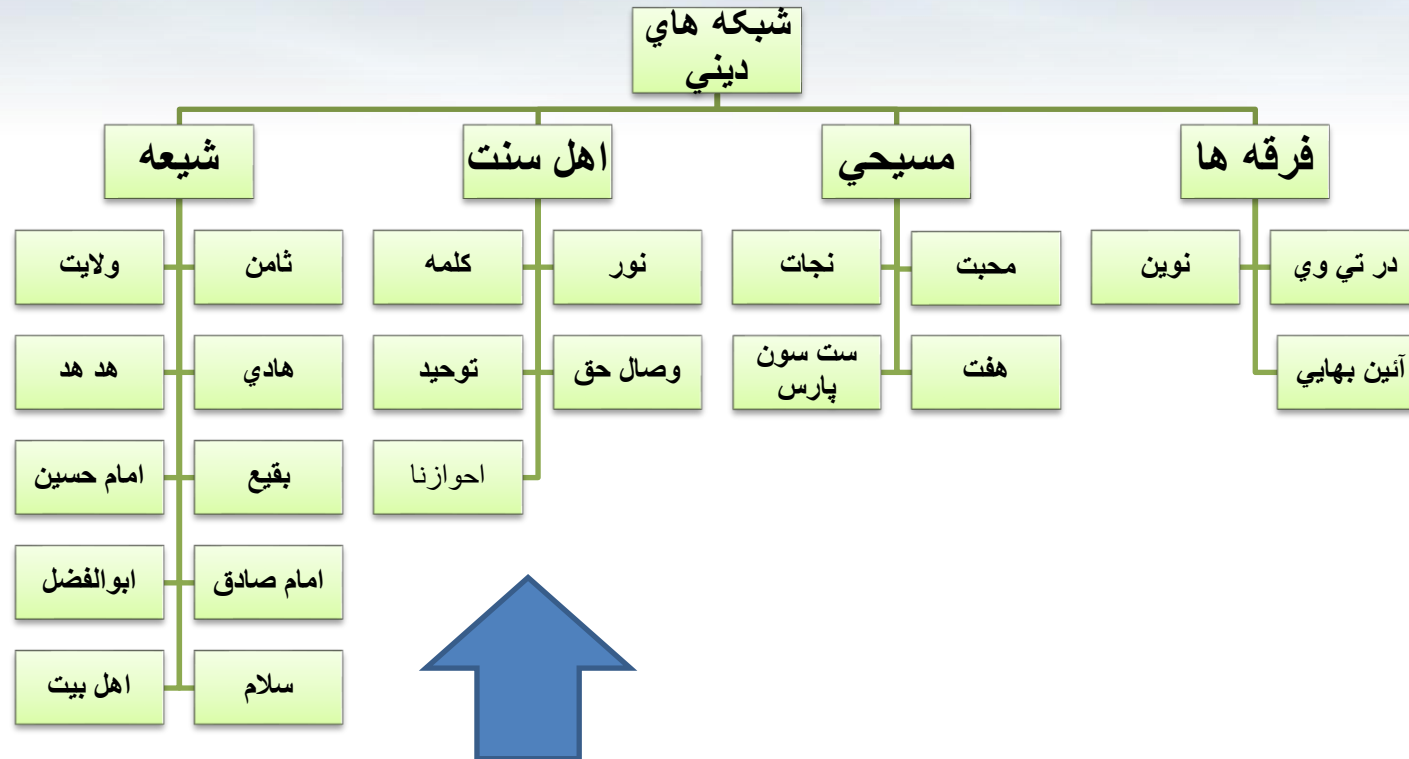 شبكه هاي
ديني
فرقه ها
مسيحي
اهل سنت
شيعه
در تي وي
نوين
آئين بهايي
محبت
نجات
هفت
ست سون
پارس
نور
كلمه
وصال حق
توحيد
احوازنا
ثامن
ولايت
هادي
هد هد
بقيع
امام حسين
امام صادق
ابوالفضل
سلام
اهل بيت